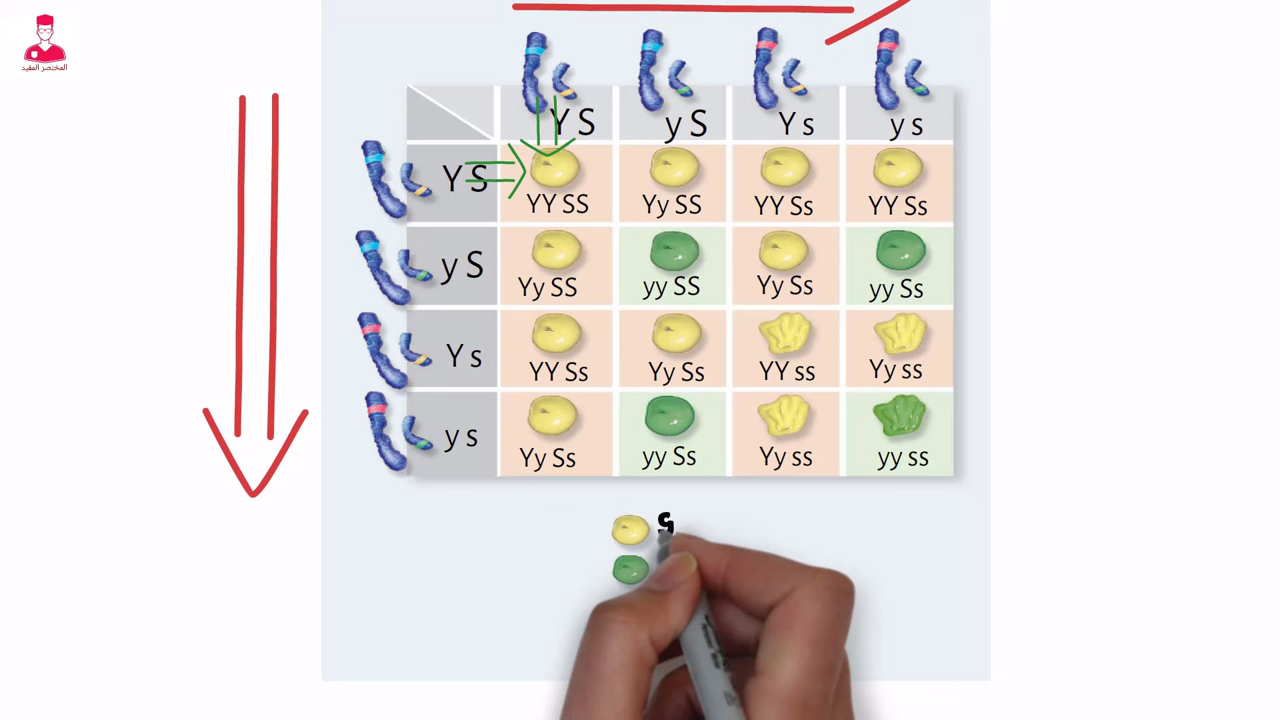 المختصر المفيد
Y S y S Y s y s
Y S YY SS Yy SS YY Ss YY Ss
y S Yy SS yy SS Yy Ss yy Ss
Y s YY Ss Yy Ss YY ss Yy ss
y s Yy Ss yy Ss Yy ss yy ss